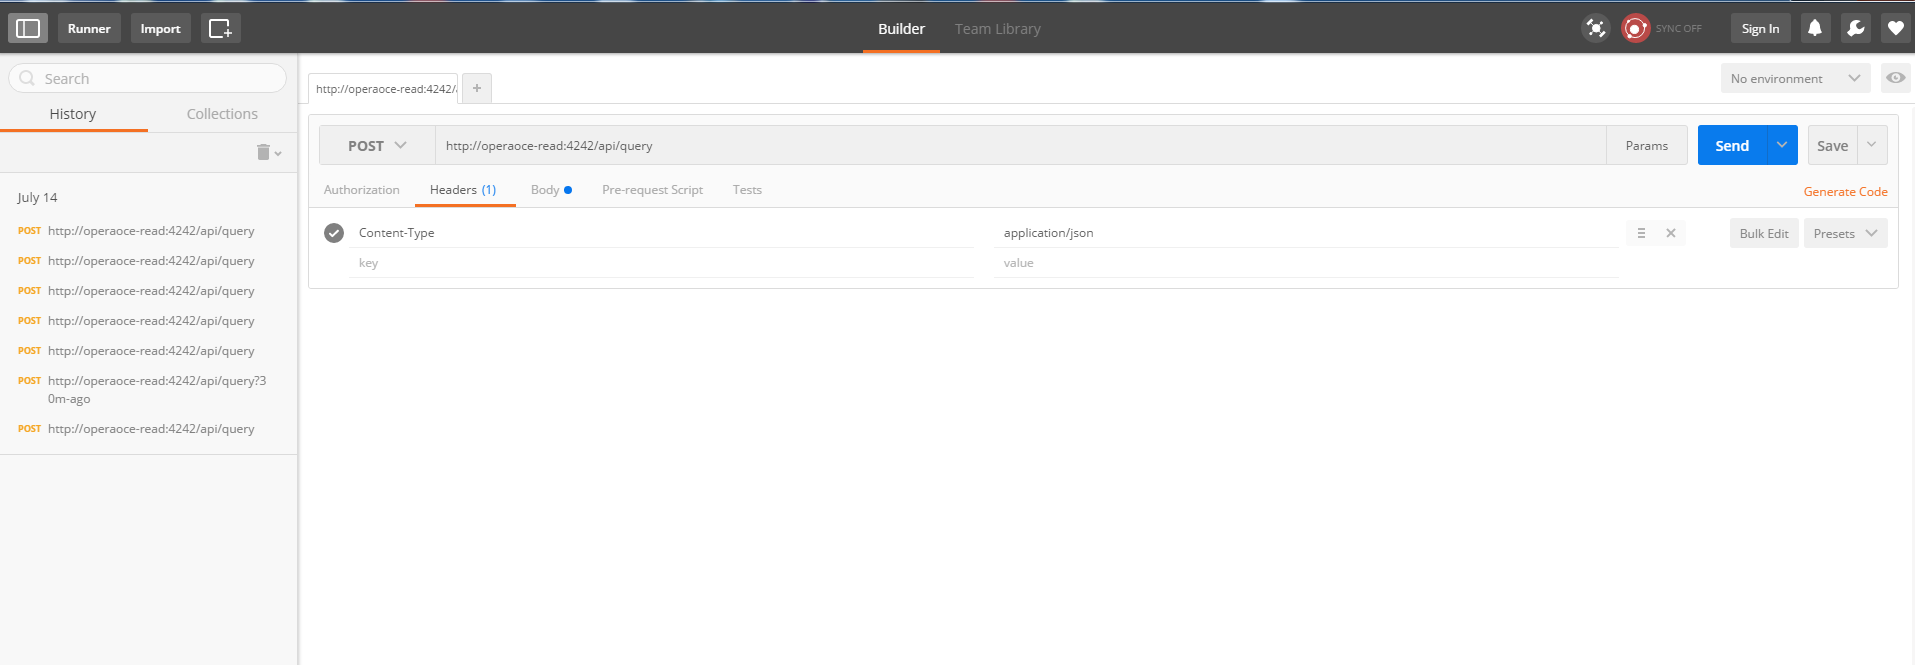 Runner
Import
Builder
Team Library
SYNC OFF
Sign In
Search
History
Collections
July 14
POST http://operaoce-read:4242/api/query
POST http://operaoce-read:4242/api/query
POST http://operaoce-read:4242/api/query
POST http://operaoce-read:4242/api/query
POST http://operaoce-read:4242/api/query
POST http://operaoce-read:4242/api/query?3
0m-ago
POST http://operaoce-read:4242/api/query
http://operaoce-read:4242/a
+
No environment
POST
http://operaoce-read:4242/api/query
Params
Send
Save
Authorization
Headers (1)
Body
Pre-request Script
Tests
Generate Code
Content-Type
application/json
Bulk Edit
Presets
key
value